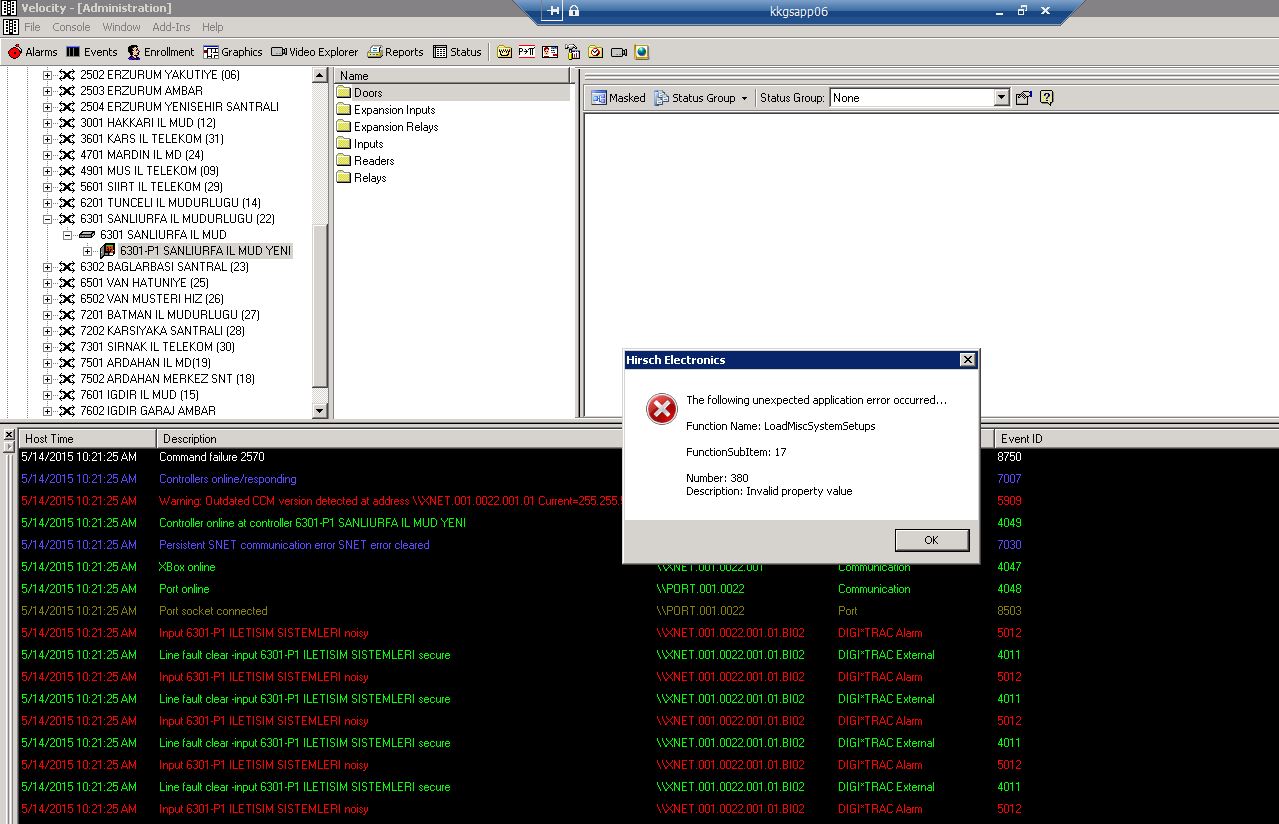 Velocity - [Administration]
kkgsapp06
File Console Window Add-Ins Help
Alarms Events Enrollment Graphics Video Explorer Reports Status
2502 ERZURUM YAKUTIYE (06)
2503 ERZURUM AMBAR
2504 ERZURUM YENISEHIR SANTRALI
3001 HAKKARI IL MUD (12)
3601 KARS IL TELEKOM (31)
4701 MARDIN IL MD (24)
4901 MUS IL TELEKOM (09)
5601 SIIRT IL TELEKOM (29)
6201 TUNCELI IL MUDURLUGU (14)
6301 SANLIURFA IL MUDURLUGU (22)
6301 SANLIURFA IL MUD
6301-P1 SANLIURFA IL MUD YENI
6302 BAGLARBASI SANTRAL (23)
6501 VAN HATUNIYE (25)
6502 VAN MUSTERI HIZ (26)
7201 BATMAN IL MUDURLUGU (27)
7202 KARSIYAKA SANTRALI (28)
7301 SIRNAK IL TELEKOM (30)
7501 ARDAHAN IL MD(19)
7502 ARDAHAN MERKEZ SNT (18)
7601 IGDIR IL MUD (15)
7602 IGDIR GARAJ AMBAR
Name
Doors
Expansion Inputs
Expansion Relays
Inputs
Readers
Relays
Masked Status Group Status Group: None
Hirsch Electronics
The following unexpected application error occurred...
Function Name: LoadMiscSystemSetups
FunctionSubItem: 17
Number: 380
Description: Invalid property value
OK
Host Time Description Event ID
5/14/2015 10:21:25 AM Command failure 2570 8750
5/14/2015 10:21:25 AM Controllers online/responding 7007
5/14/2015 10:21:25 AM Warning: Outdated CCM version detected at address \\XNET.001.0022.001.01 Current=255.255. 5909
5/14/2015 10:21:25 AM Controller online at controller 6301-P1 SANLIURFA IL MUD YENI 4049
5/14/2015 10:21:25 AM Persistent SNET communication error SNET error cleared 7030
5/14/2015 10:21:25 AM XBox online \\XNET.001.0022.001 Communication 4047
5/14/2015 10:21:25 AM Port online \\PORT.001.0022 Communication 4048
5/14/2015 10:21:25 AM Port socket connected \\PORT.001.0022 Port 8503
5/14/2015 10:21:25 AM Input 6301-P1 ILETISIM SISTEMLERI noisy \\XNET.001.0022.001.01.BI02 DIGI*TRAC Alarm 5012
5/14/2015 10:21:25 AM Line fault clear -input 6301-P1 ILETISIM SISTEMLERI secure \\XNET.001.0022.001.01.BI02 DIGI*TRAC External 4011
5/14/2015 10:21:25 AM Input 6301-P1 ILETISIM SISTEMLERI noisy \\XNET.001.0022.001.01.BI02 DIGI*TRAC Alarm 5012
5/14/2015 10:21:25 AM Line fault clear -input 6301-P1 ILETISIM SISTEMLERI secure \\XNET.001.0022.001.01.BI02 DIGI*TRAC External 4011
5/14/2015 10:21:25 AM Input 6301-P1 ILETISIM SISTEMLERI noisy \\XNET.001.0022.001.01.BI02 DIGI*TRAC Alarm 5012
5/14/2015 10:21:25 AM Line fault clear -input 6301-P1 ILETISIM SISTEMLERI secure \\XNET.001.0022.001.01.BI02 DIGI*TRAC External 4011
5/14/2015 10:21:25 AM Input 6301-P1 ILETISIM SISTEMLERI noisy \\XNET.001.0022.001.01.BI02 DIGI*TRAC Alarm 5012
5/14/2015 10:21:25 AM Line fault clear -input 6301-P1 ILETISIM SISTEMLERI secure \\XNET.001.0022.001.01.BI02 DIGI*TRAC External 4011
5/14/2015 10:21:25 AM Input 6301-P1 ILETISIM SISTEMLERI noisy \\XNET.001.0022.001.01.BI02 DIGI*TRAC Alarm 5012